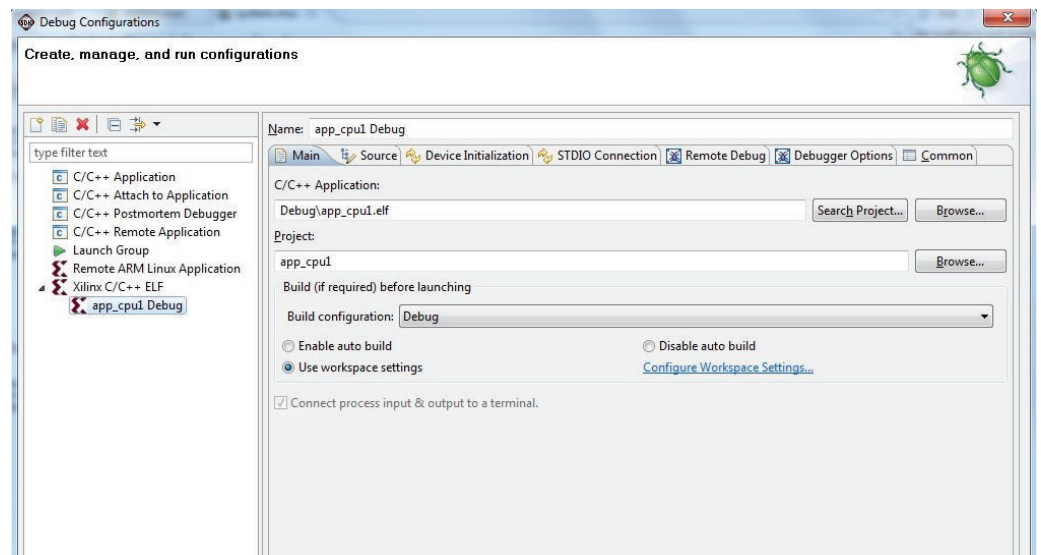 Debug Configurations
Create, manage, and run configurations
type filter text
C/C++ Application
C/C++ Attach to Application
C/C++ Postmortem Debugger
C/C++ Remote Application
Launch Group
Remote ARM Linux Application
Xilinx C/C++ ELF
app_cpu1 Debug
Name: app_cpu1 Debug
Main Source Device Initialization STDIO Connection Remote Debug Debugger Options Common
C/C++ Application:
Debug\app_cpu1.elf Search Project... Browse...
Project:
app_cpu1 Browse...
Build (if required) before launching
Build configuration: Debug
Enable auto build Disable auto build
Use workspace settings Configure Workspace Settings...
Connect process input & output to a terminal.